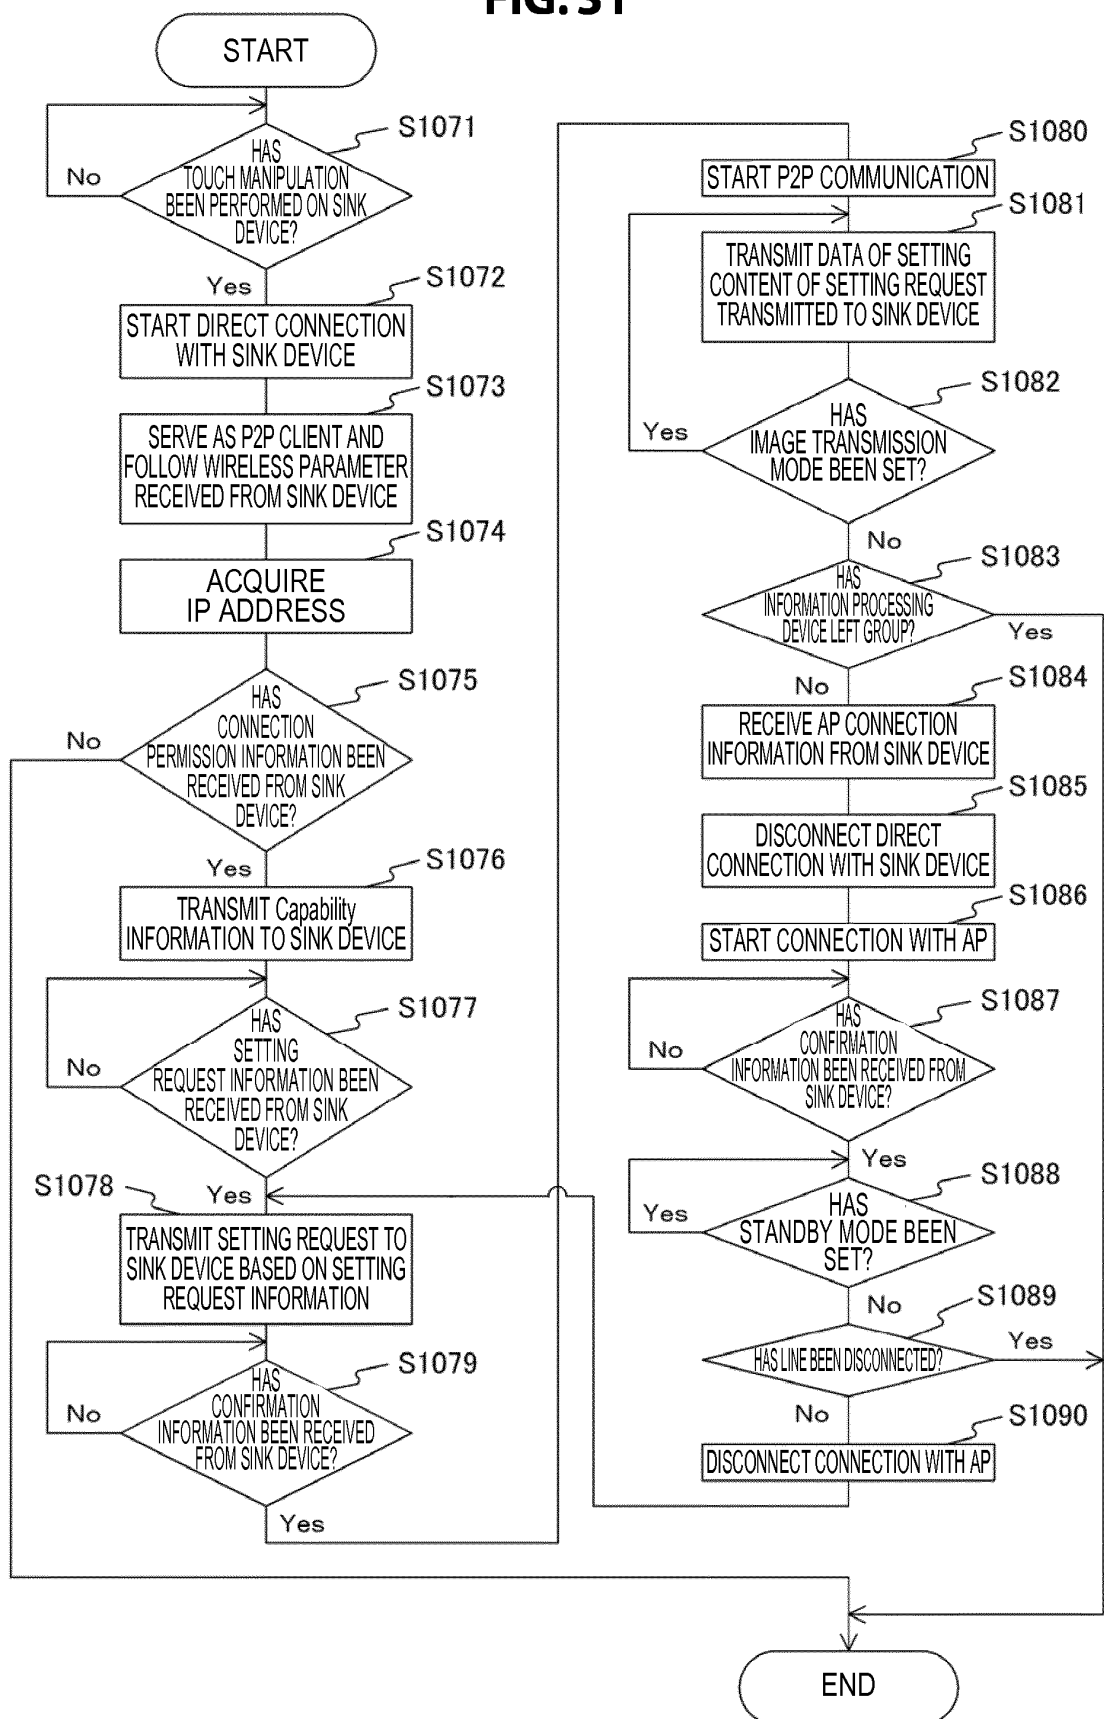 FIG. 31
START
S1071
HAS
TOUCH MANIPULATION
BEEN PERFORMED ON SINK
DEVICE?
No
Yes
S1072
START DIRECT CONNECTION
WITH SINK DEVICE
S1073
SERVE AS P2P CLIENT AND
FOLLOW WIRELESS PARAMETER
RECEIVED FROM SINK DEVICE
S1074
ACQUIRE
IP ADDRESS
S1075
HAS
CONNECTION
PERMISSION INFORMATION BEEN
RECEIVED FROM SINK
DEVICE?
No
Yes
S1076
TRANSMIT Capability
INFORMATION TO SINK DEVICE
S1077
HAS
SETTING
REQUEST INFORMATION BEEN
RECEIVED FROM SINK
DEVICE?
No
Yes
S1078
TRANSMIT SETTING REQUEST TO
SINK DEVICE BASED ON SETTING
REQUEST INFORMATION
S1079
HAS
CONFIRMATION
INFORMATION BEEN RECEIVED
FROM SINK DEVICE?
No
Yes
S1080
START P2P COMMUNICATION
S1081
TRANSMIT DATA OF SETTING
CONTENT OF SETTING REQUEST
TRANSMITTED TO SINK DEVICE
S1082
HAS
IMAGE TRANSMISSION
MODE BEEN SET?
Yes
No
S1083
HAS
INFORMATION PROCESSING
DEVICE LEFT GROUP?
Yes
No
S1084
RECEIVE AP CONNECTION
INFORMATION FROM SINK DEVICE
S1085
DISCONNECT DIRECT
CONNECTION WITH SINK DEVICE
S1086
START CONNECTION WITH AP
S1087
HAS
CONFIRMATION
INFORMATION BEEN RECEIVED FROM
SINK DEVICE?
No
Yes
S1088
HAS
STANDBY MODE BEEN
SET?
Yes
No
S1089
HAS LINE BEEN DISCONNECTED?
Yes
No
S1090
DISCONNECT CONNECTION WITH AP
END